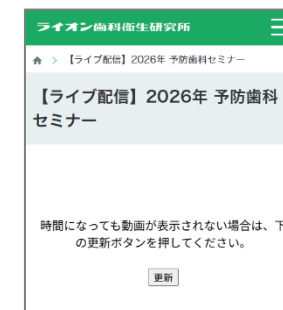 ライオン歯科衛生研究所
> 【ライブ配信】2026年 予防歯科セミナー
【ライブ配信】2026年 予防歯科
セミナー
時間になっても動画が表示されない場合は、下
の更新ボタンを押してください。
更新